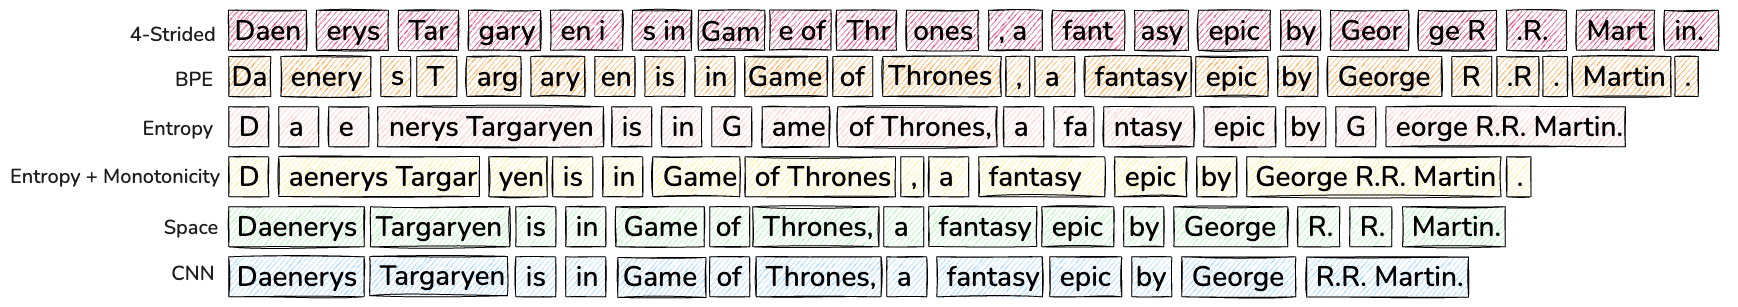 4-Strided Daen erys Tar gary en i s in Gam e of Thr ones , a fant asy epic by Geor ge R .R. Mart in.
BPE Da enery s T arg ary en is in Game of Thrones , a fantasy epic by George R .R . Martin .
Entropy D a e nerys Targaryen is in G ame of Thrones, a fa ntasy epic by G eorge R.R. Martin.
Entropy + Monotonicity D aenerys Targar yen is in Game of Thrones , a fantasy epic by George R.R. Martin .
Space Daenerys Targaryen is in Game of Thrones, a fantasy epic by George R. R. Martin.
CNN Daenerys Targaryen is in Game of Thrones, a fantasy epic by George R.R. Martin.